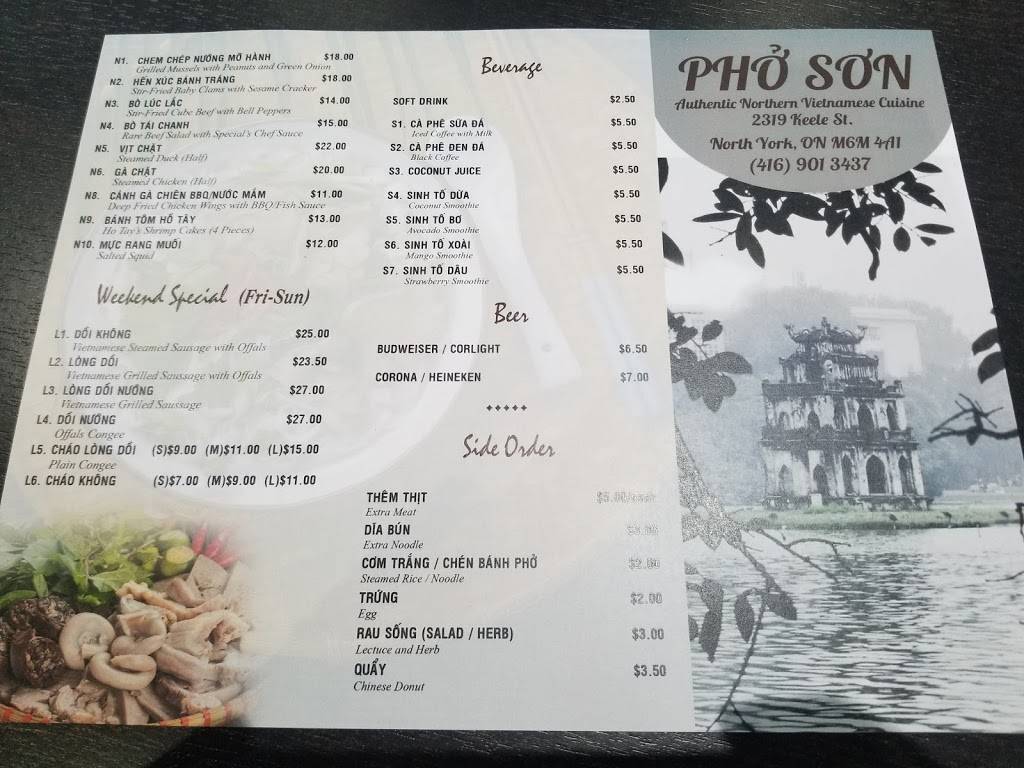 N1. CHEM CHÉP NƯỚNG MỠ HÀNH $18.00
Grilled Mussels with Peanuts and Green Onion
N2. HẾN XÚC BÁNH TRÁNG $18.00
Stir-Fried Baby Clams with Sesame Cracker
N3. BÒ LÚC LẮC $14.00
Stir-Fried Cube Beef with Bell Peppers
N4. BÒ TÁI CHANH $15.00
Rare Beef Salad with Special's Chef Sauce
N5. VỊT CHẶT $22.00
Steamed Duck (Half)
N6. GÀ CHẶT $20.00
Steamed Chicken (Half)
N8. CÁNH GÀ CHIÊN BBQ/NƯỚC MẮM $11.00
Deep Fried Chicken Wings with BBQ/Fish Sauce
N9. BÁNH TÔM HỒ TÂY $13.00
Ho Tay's Shrimp Cakes (4 Pieces)
N10. MỰC RANG MUỐI $12.00
Salted Squid
Weekend Special (Fri-Sun)
L1. DỒI KHÔNG $25.00
Vietnamese Steamed Sausage with Offals
L2. LÒNG DỒI $23.50
Vietnamese Grilled Saussage with Offals
L3. LÒNG DỒI NƯỚNG $27.00
Vietnamese Grilled Saussage
L4. DỒI NƯỚNG $27.00
Offals Congee
L5. CHÁO LÒNG DỒI (S)$9.00 (M)$11.00 (L)$15.00
Plain Congee
L6. CHÁO KHÔNG (S)$7.00 (M)$9.00 (L)$11.00
Beverage
SOFT DRINK $2.50
S1. CÀ PHÊ SỮA ĐÁ $5.50
Iced Coffee with Milk
S2. CÀ PHÊ ĐEN ĐÁ $5.50
Black Coffee
S3. COCONUT JUICE $5.50
S4. SINH TỐ DỪA $5.50
Coconut Smoothie
S5. SINH TỐ BƠ $5.50
Avocado Smoothie
S6. SINH TỐ XOÀI $5.50
Mango Smoothie
S7. SINH TỐ DÂU $5.50
Strawberry Smoothie
Beer
BUDWEISER / CORLIGHT $6.50
CORONA / HEINEKEN $7.00
Side Order
THÊM THỊT $5.00/each
Extra Meat
DĨA BÚN
Extra Noodle
CƠM TRẮNG / CHÉN BÁNH PHỞ $2.00
Steamed Rice / Noodle
TRỨNG $2.00
Egg
RAU SỐNG (SALAD / HERB) $3.00
Lectuce and Herb
QUẨY $3.50
Chinese Donut
PHỞ SƠN
Authentic Northern Vietnamese Cuisine
2319 Keele St.
North York, ON M6M 4A1
(416) 901 3437